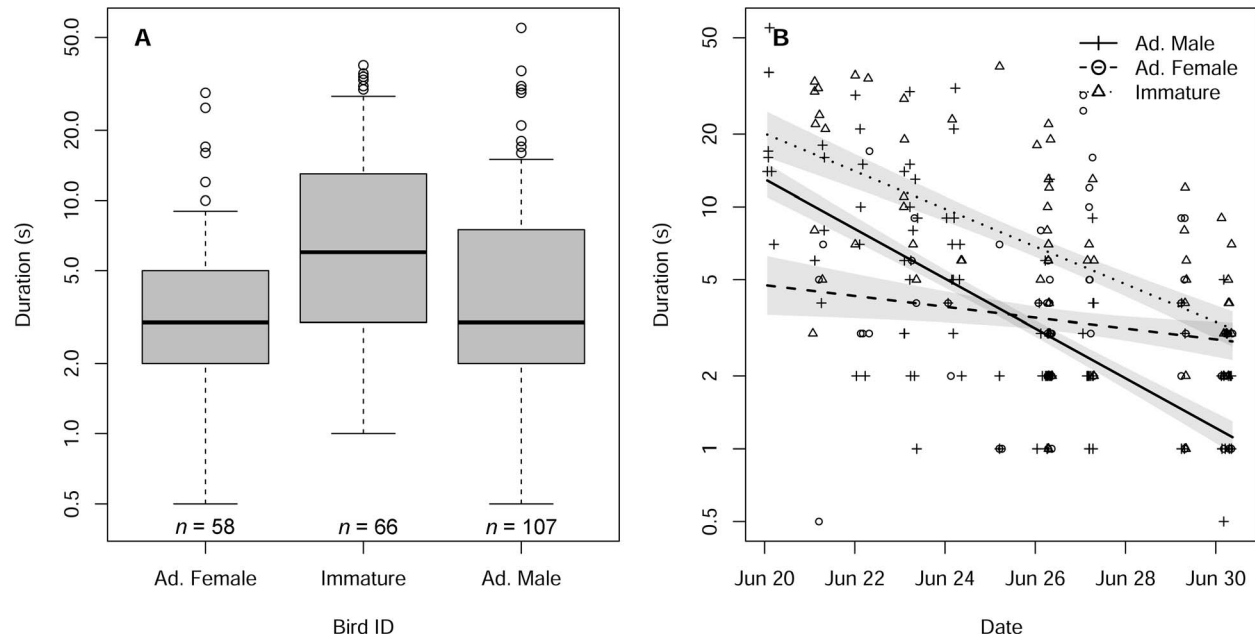 A
Duration (s)
50.0
20.0
10.0
5.0
2.0
1.0
0.5
n = 58
n = 66
n = 107
Ad. Female
Immature
Ad. Male
Bird ID
B
Ad. Male
Ad. Female
Immature
Duration (s)
50
20
10
5
2
1
0.5
Jun 20
Jun 22
Jun 24
Jun 26
Jun 28
Jun 30
Date